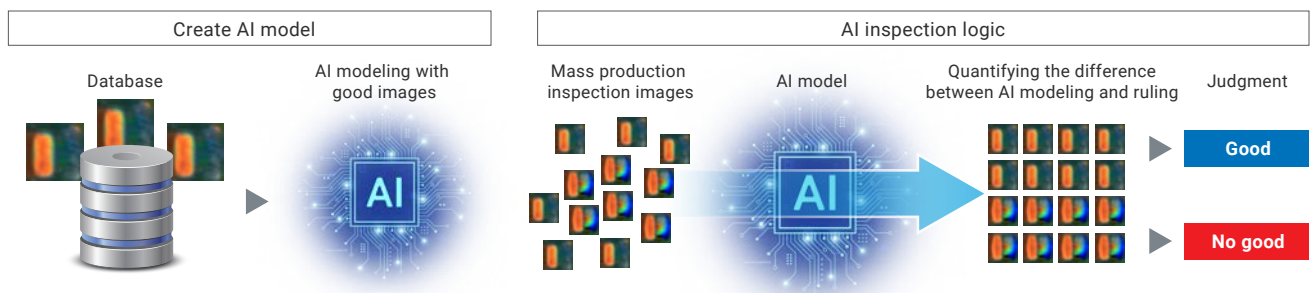 Create AI model
AI inspection logic
Database
AI modeling with
good images
AI
Mass production
inspection images
AI model
AI
Quantifying the difference
between AI modeling and ruling
Judgment
Good
No good